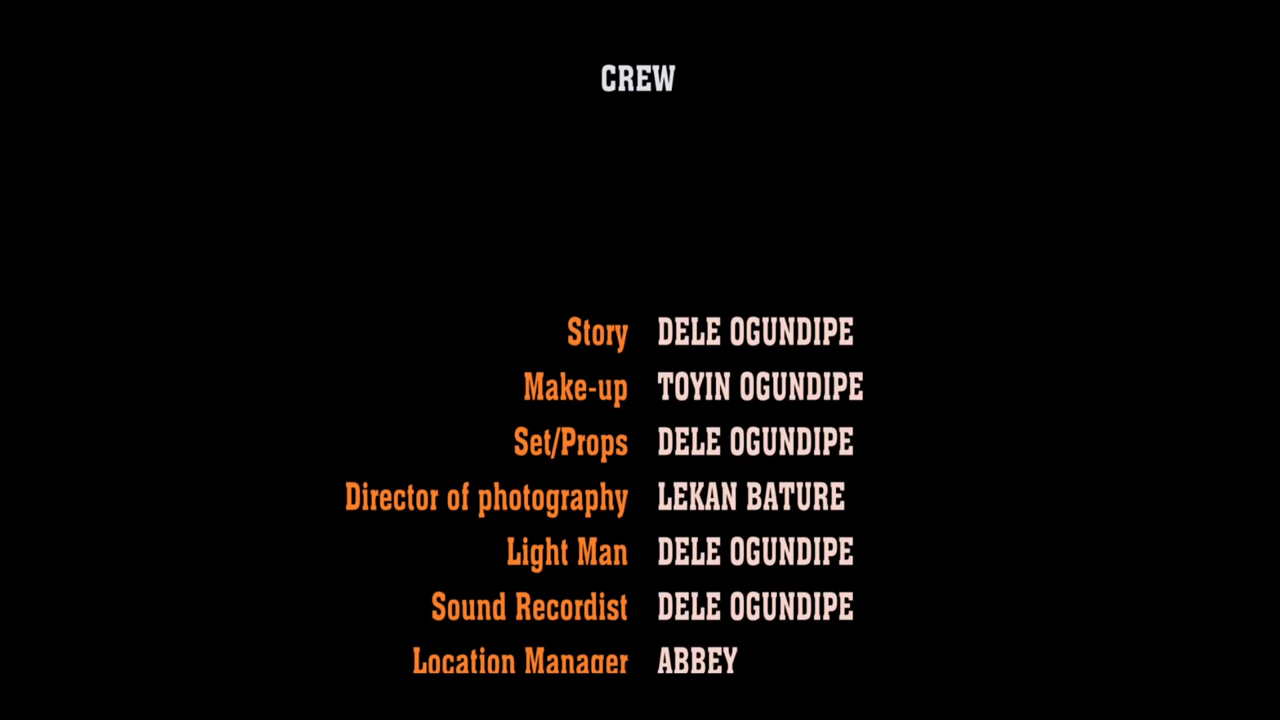 CREW
Story DELE OGUNDIPE
Make-up TOYIN OGUNDIPE
Set/Props DELE OGUNDIPE
Director of photography LEKAN BATURE
Light Man DELE OGUNDIPE
Sound Recordist DELE OGUNDIPE
Location Manager ABBEY